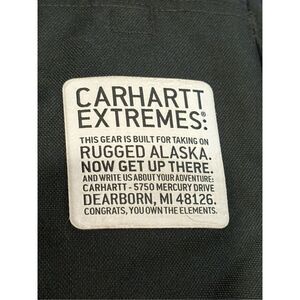 CARHARTT
EXTREMES®:
THIS GEAR IS BUILT FOR TAKING ON
RUGGED ALASKA.
NOW GET UP THERE.
AND WRITE US ABOUT YOUR ADVENTURE:
CARHARTT - 5750 MERCURY DRIVE
DEARBORN, MI 48126.
CONGRATS, YOU OWN THE ELEMENTS.